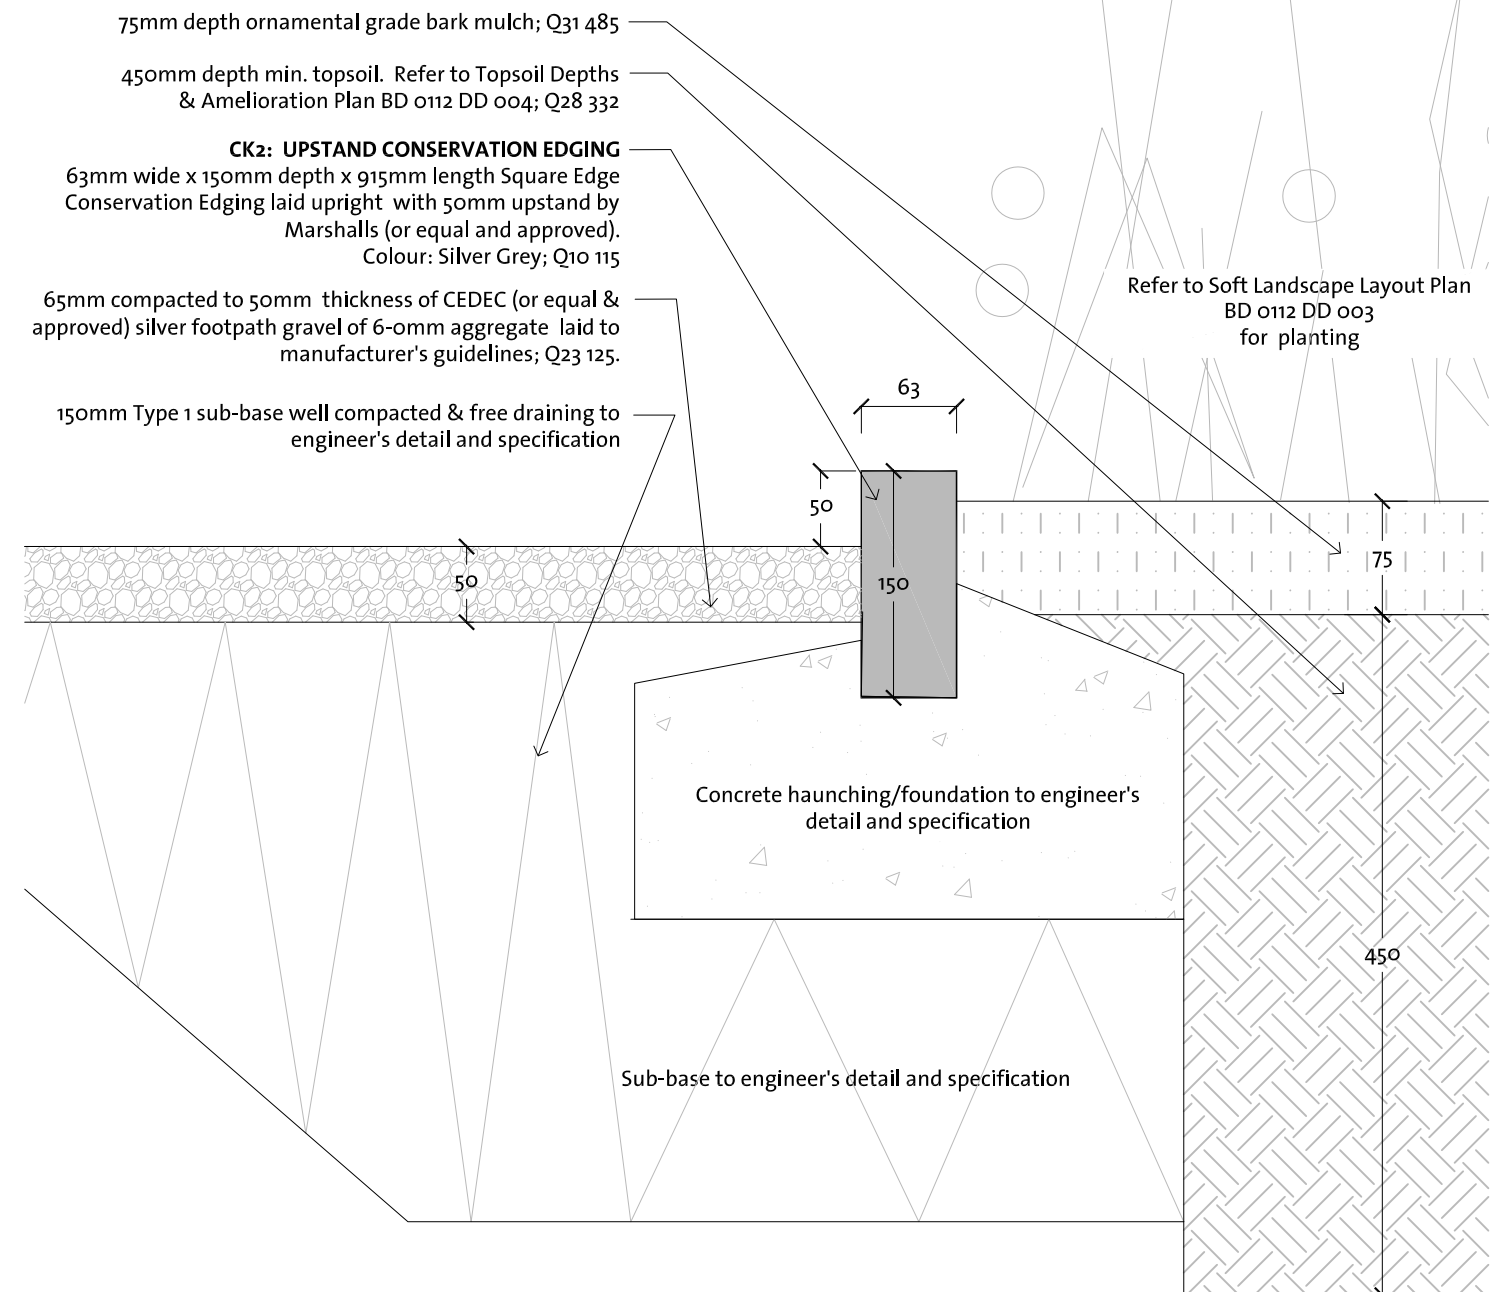 75mm depth ornamental grade bark mulch; Q31 485
450mm depth min. topsoil. Refer to Topsoil Depths
& Amelioration Plan BD 0112 DD 004; Q28 332
CK2: UPSTAND CONSERVATION EDGING
63mm wide x 150mm depth x 915mm length Square Edge
Conservation Edging laid upright with 50mm upstand by
Marshalls (or equal and approved).
Colour: Silver Grey; Q10 115
65mm compacted to 50mm thickness of CEDEC (or equal &
approved) silver footpath gravel of 6-0mm aggregate laid to
manufacturer's guidelines; Q23 125.
150mm Type 1 sub-base well compacted & free draining to
engineer's detail and specification
Refer to Soft Landscape Layout Plan
BD 0112 DD 003
for planting
63
50
50
150
75
Concrete haunching/foundation to engineer's
detail and specification
450
Sub-base to engineer's detail and specification